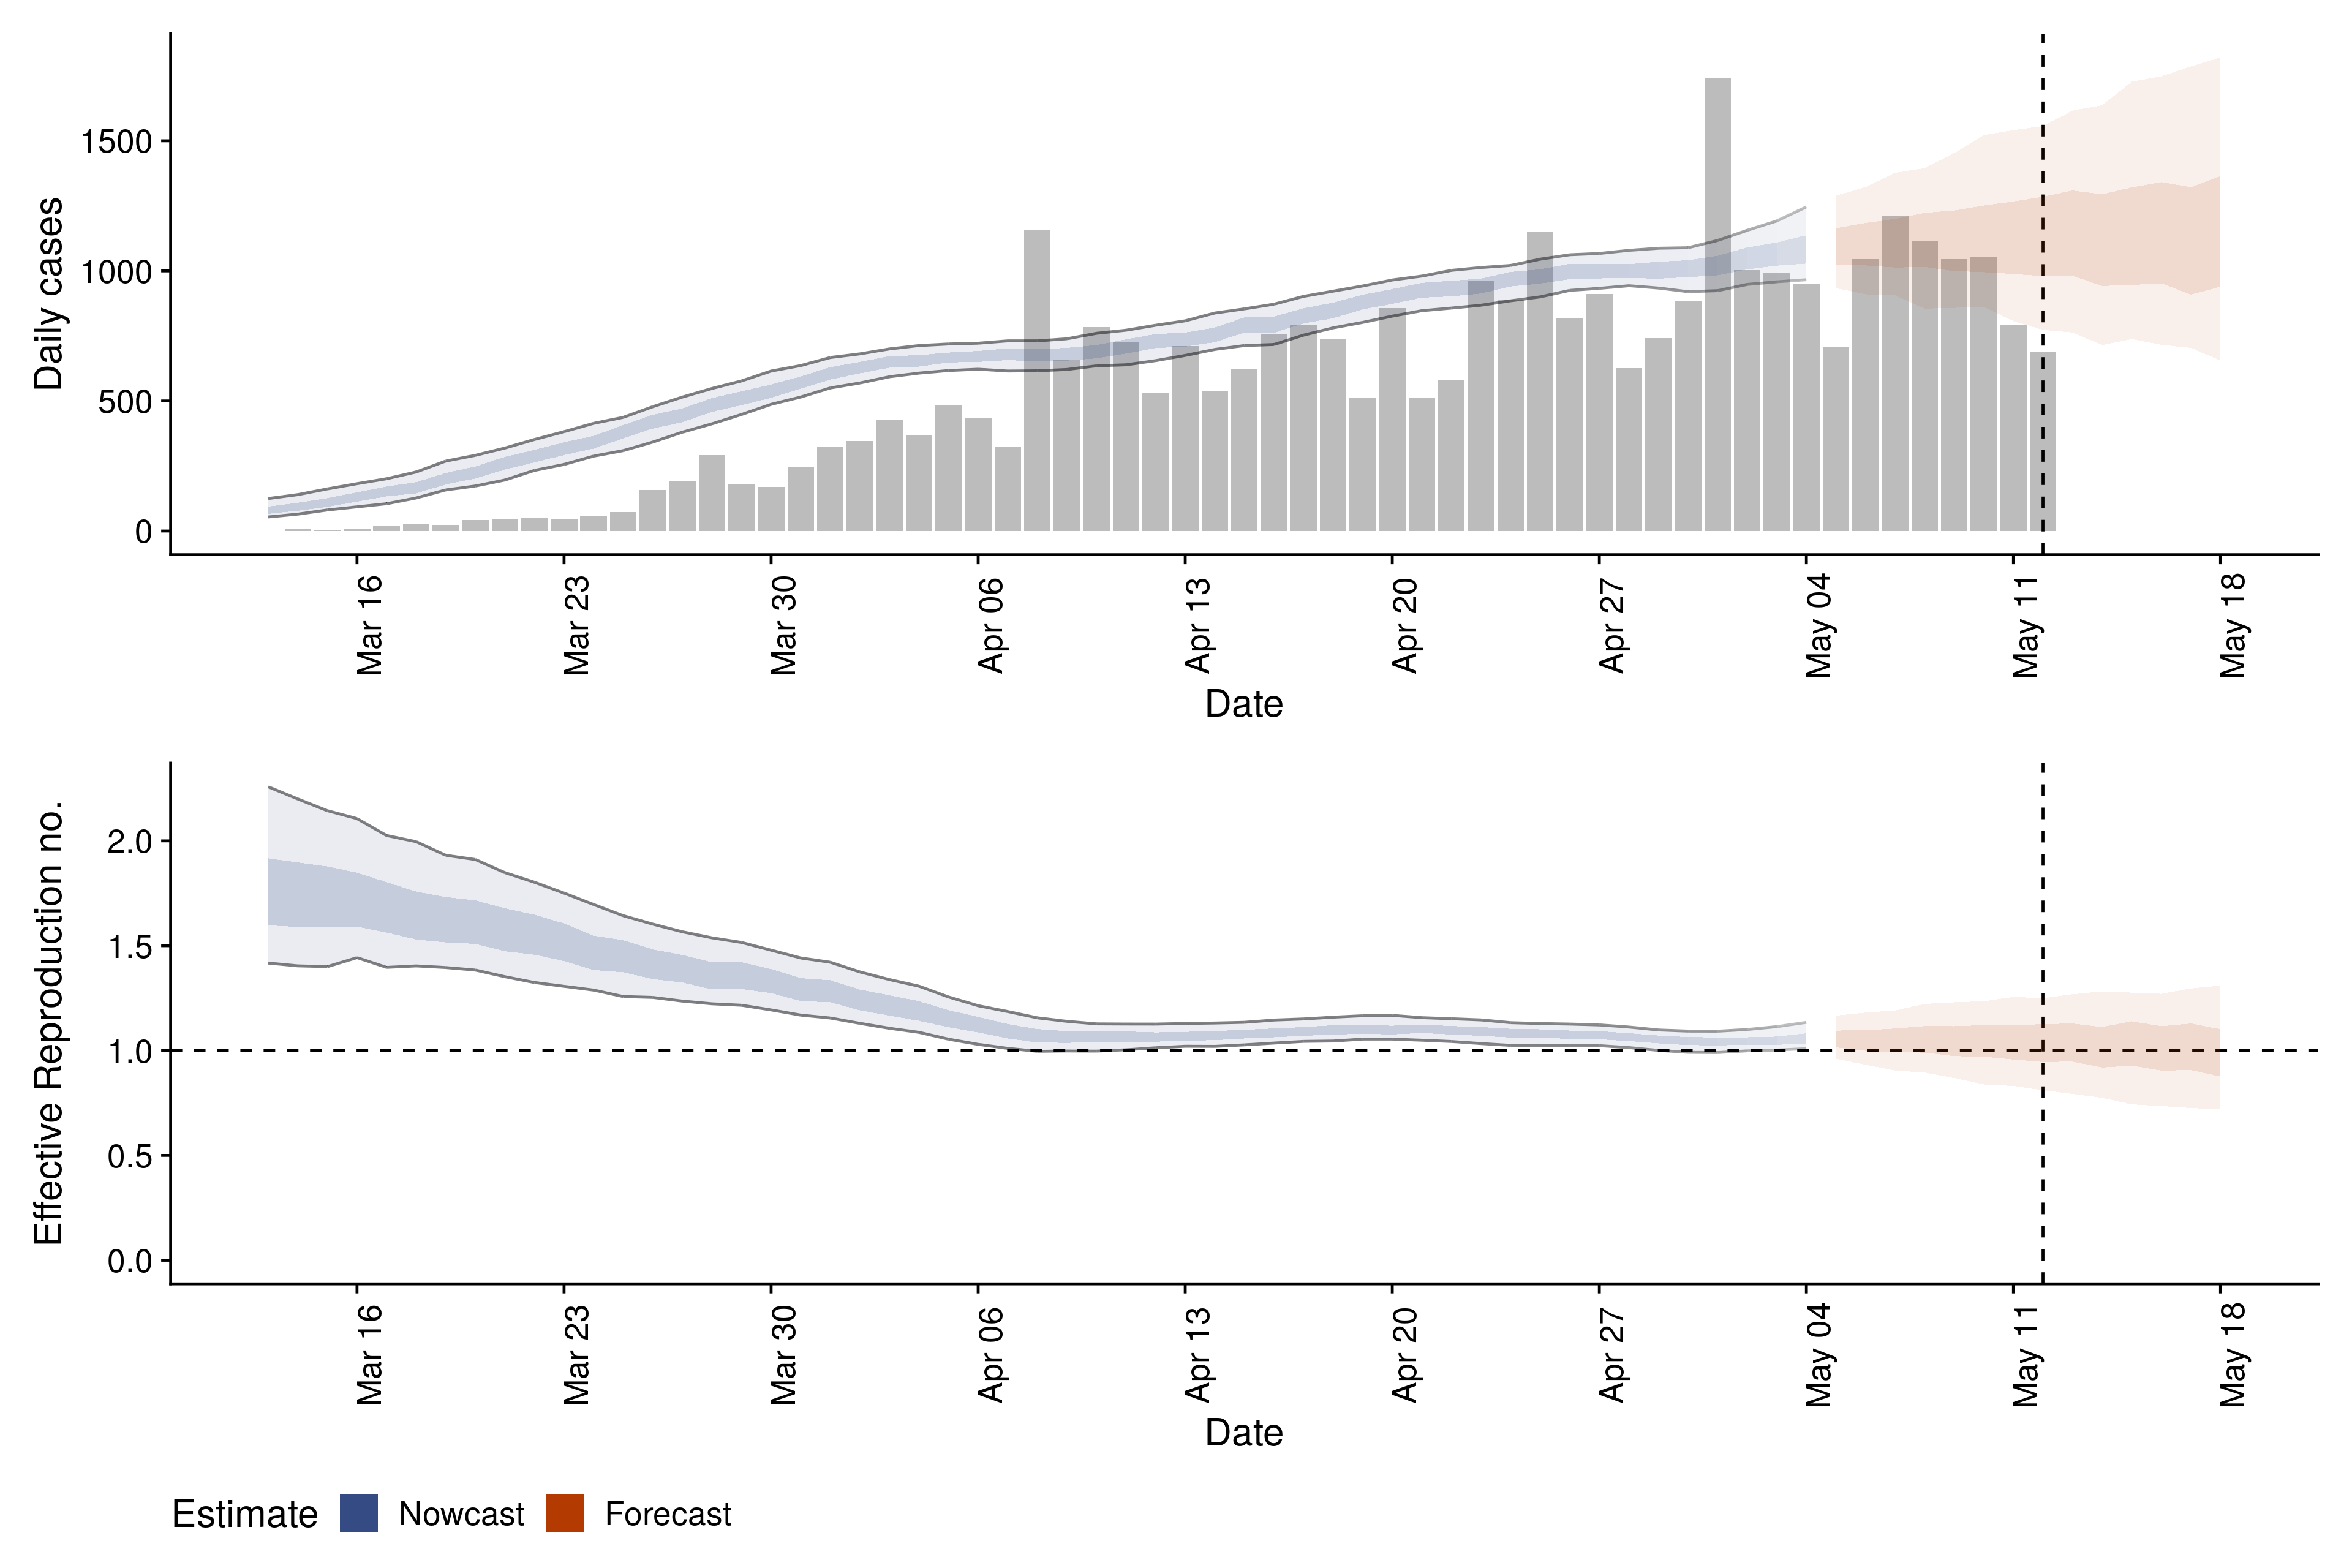 Daily cases
1500
1000
500
0
Mar 16
Mar 23
Mar 30
Apr 06
Apr 13
Apr 20
Apr 27
May 04
May 11
May 18
Date
Effective Reproduction no.
2.0
1.5
1.0
0.5
0.0
Mar 16
Mar 23
Mar 30
Apr 06
Apr 13
Apr 20
Apr 27
May 04
May 11
May 18
Date
Estimate Nowcast Forecast